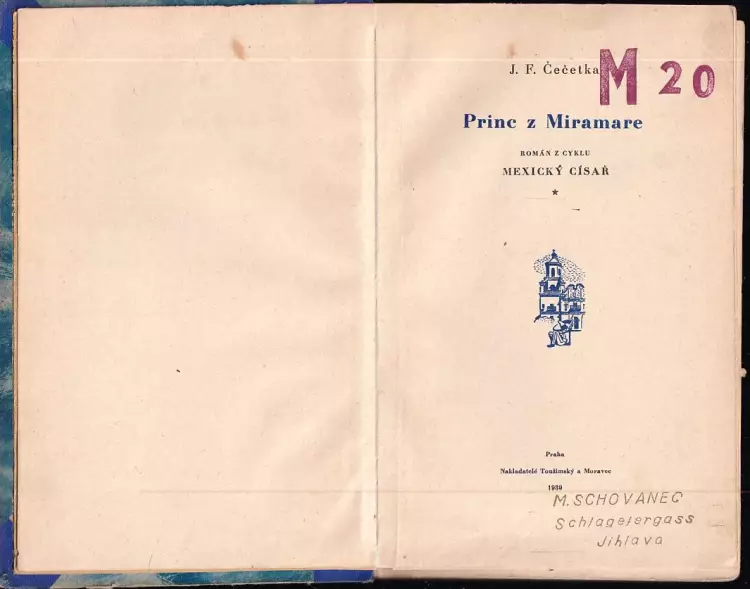 J. F. Čečetka
M 20
Princ z Miramare
ROMÁN Z CYKLU
MEXICKÝ CÍSAŘ
*
Praha
Nakladatelé Toužimský a Moravec
1939
M. SCHOVANEC
Schlagetergass
Jihlava